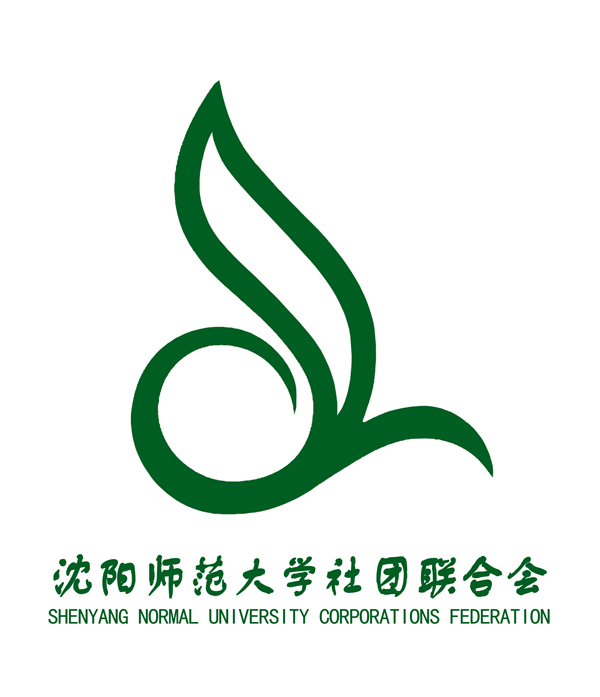 沈阳师范大学社团联合会
SHENYANG NORMAL UNIVERSITY CORPORATIONS FEDERATION